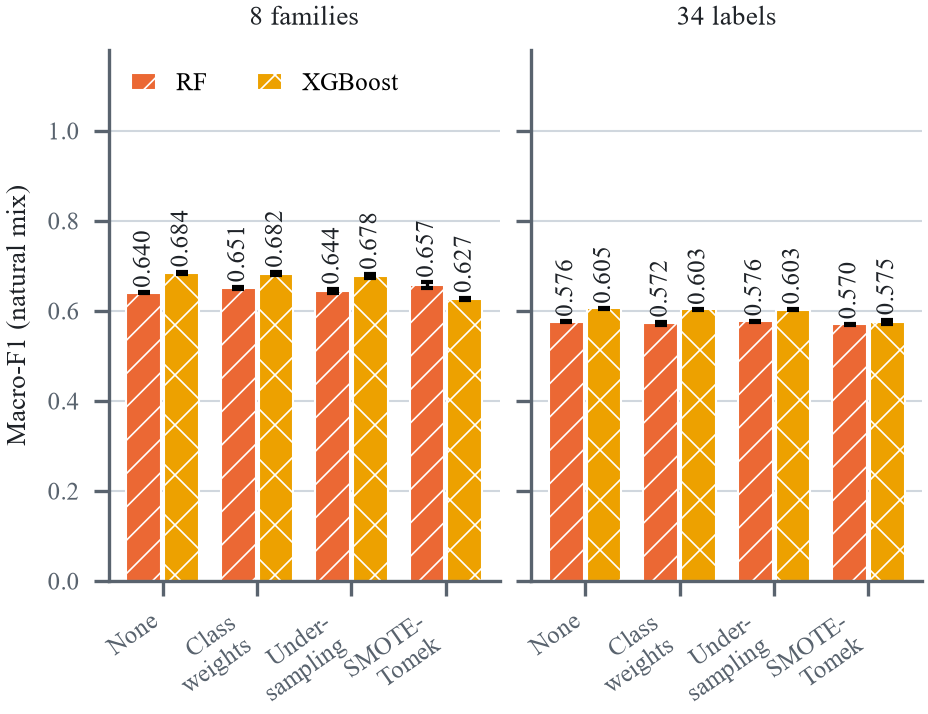 8 families
34 labels
RF
XGBoost
Macro-F1 (natural mix)
1.0
0.8
0.6
0.4
0.2
0.0
0.640
0.684
0.651
0.682
0.644
0.678
0.657
0.627
0.576
0.605
0.572
0.603
0.576
0.603
0.570
0.575
None
Class
weights
Under-
sampling
SMOTE-
Tomek
None
Class
weights
Under-
sampling
SMOTE-
Tomek